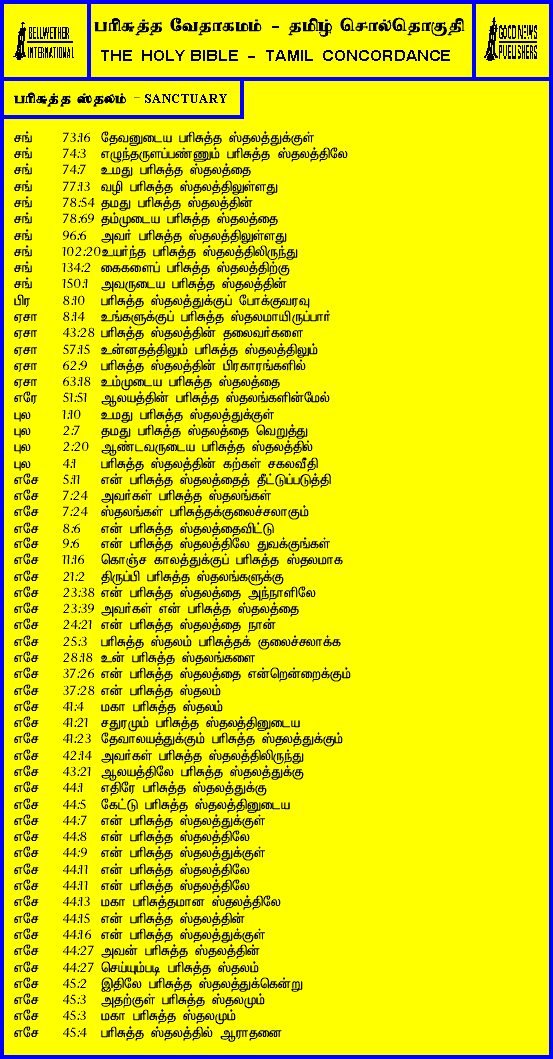 BELLWETHER
INTERNATIONAL
பரிசுத்த வேதாகமம் - தமிழ் சொல்தொகுதி
THE HOLY BIBLE - TAMIL CONCORDANCE
GOOD NEWS
PUBLISHERS
பரிசுத்த ஸ்தலம் - SANCTUARY
சங் 73:16 தேவனுடைய பரிசுத்த ஸ்தலத்துக்குள்
சங் 74:3 எழுந்தருளப்பண்ணும் பரிசுத்த ஸ்தலத்திலே
சங் 74:7 உமது பரிசுத்த ஸ்தலத்தை
சங் 77:13 வழி பரிசுத்த ஸ்தலத்திலுள்ளது
சங் 78:54 தமது பரிசுத்த ஸ்தலத்தின்
சங் 78:69 தம்முடைய பரிசுத்த ஸ்தலத்தை
சங் 96:6 அவர் பரிசுத்த ஸ்தலத்திலுள்ளது
சங் 102:20 உயர்ந்த பரிசுத்த ஸ்தலத்திலிருந்து
சங் 134:2 கைகளைப் பரிசுத்த ஸ்தலத்திற்கு
சங் 150:1 அவருடைய பரிசுத்த ஸ்தலத்தின்
பிர 8:10 பரிசுத்த ஸ்தலத்துக்குப் போக்குவரவு
ஏசா 8:14 உங்களுக்குப் பரிசுத்த ஸ்தலமாயிருப்பார்
ஏசா 43:28 பரிசுத்த ஸ்தலத்தின் தலைவர்களை
ஏசா 57:15 உன்னதத்திலும் பரிசுத்த ஸ்தலத்திலும்
ஏசா 62:9 பரிசுத்த ஸ்தலத்தின் பிரகாரங்களில்
ஏசா 63:18 உம்முடைய பரிசுத்த ஸ்தலத்தை
எரே 51:51 ஆலயத்தின் பரிசுத்த ஸ்தலங்களின்மேல்
புல 1:10 உமது பரிசுத்த ஸ்தலத்துக்குள்
புல 2:7 தமது பரிசுத்த ஸ்தலத்தை வெறுத்து
புல 2:20 ஆண்டவருடைய பரிசுத்த ஸ்தலத்தில்
புல 4:1 பரிசுத்த ஸ்தலத்தின் கற்கள் சகலவீதி
எசே 5:11 என் பரிசுத்த ஸ்தலத்தைத் தீட்டுப்படுத்தி
எசே 7:24 அவர்கள் பரிசுத்த ஸ்தலங்கள்
எசே 7:24 ஸ்தலங்கள் பரிசுத்தக்குலைச்சலாகும்
எசே 8:6 என் பரிசுத்த ஸ்தலத்தைவிட்டு
எசே 9:6 என் பரிசுத்த ஸ்தலத்திலே துவக்குங்கள்
எசே 11:16 கொஞ்ச காலத்துக்குப் பரிசுத்த ஸ்தலமாக
எசே 21:2 திருப்பி பரிசுத்த ஸ்தலங்களுக்கு
எசே 23:38 என் பரிசுத்த ஸ்தலத்தை அந்நாளிலே
எசே 23:39 அவர்கள் என் பரிசுத்த ஸ்தலத்தை
எசே 24:21 என் பரிசுத்த ஸ்தலத்தை நான்
எசே 25:3 பரிசுத்த ஸ்தலம் பரிசுத்தக் குலைச்சலாக்க
எசே 28:18 உன் பரிசுத்த ஸ்தலங்களை
எசே 37:26 என் பரிசுத்த ஸ்தலத்தை என்றென்றைக்கும்
எசே 37:28 என் பரிசுத்த ஸ்தலம்
எசே 41:4 மகா பரிசுத்த ஸ்தலம்
எசே 41:21 சதுரமும் பரிசுத்த ஸ்தலத்தினுடைய
எசே 41:23 தேவாலயத்துக்கும் பரிசுத்த ஸ்தலத்துக்கும்
எசே 42:14 அவர்கள் பரிசுத்த ஸ்தலத்திலிருந்து
எசே 43:21 ஆலயத்திலே பரிசுத்த ஸ்தலத்துக்கு
எசே 44:1 எதிரே பரிசுத்த ஸ்தலத்துக்கு
எசே 44:5 கேட்டு பரிசுத்த ஸ்தலத்தினுடைய
எசே 44:7 என் பரிசுத்த ஸ்தலத்துக்குள்
எசே 44:8 என் பரிசுத்த ஸ்தலத்திலே
எசே 44:9 என் பரிசுத்த ஸ்தலத்துக்குள்
எசே 44:11 என் பரிசுத்த ஸ்தலத்திலே
எசே 44:11 என் பரிசுத்த ஸ்தலத்திலே
எசே 44:13 மகா பரிசுத்தமான ஸ்தலத்திலே
எசே 44:15 என் பரிசுத்த ஸ்தலத்தின்
எசே 44:16 என் பரிசுத்த ஸ்தலத்துக்குள்
எசே 44:27 அவன் பரிசுத்த ஸ்தலத்தின்
எசே 44:27 செய்யும்படி பரிசுத்த ஸ்தலம்
எசே 45:2 இதிலே பரிசுத்த ஸ்தலத்துக்கென்று
எசே 45:3 அதற்குள் பரிசுத்த ஸ்தலமும்
எசே 45:3 மகா பரிசுத்த ஸ்தலமும்
எசே 45:4 பரிசுத்த ஸ்தலத்தில் ஆராதனை